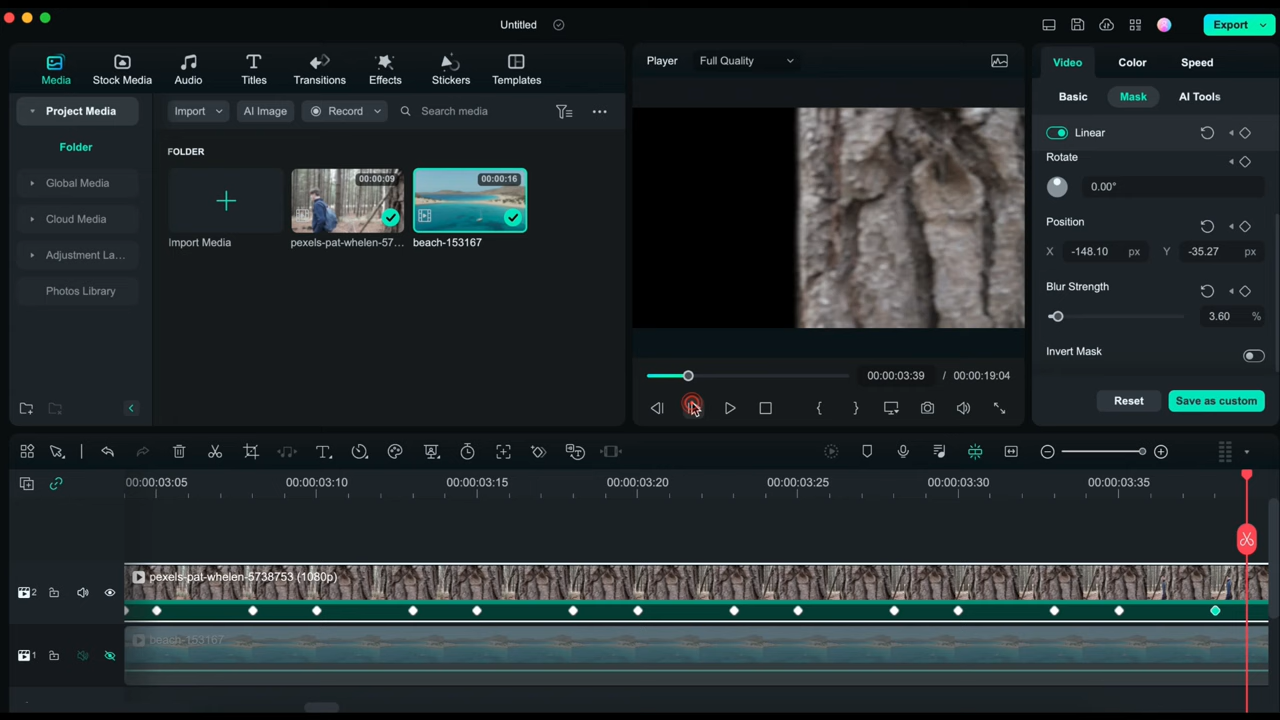 Untitled
Export
Media
Stock Media
Audio
Titles
Transitions
Effects
Stickers
Templates
Player
Full Quality
Video
Color
Speed
Project Media
Import
AI Image
Record
Search media
Basic
Mask
AI Tools
Folder
FOLDER
Linear
Global Media
00:00:09
00:00:16
Rotate
0.00°
Cloud Media
Import Media
pexels-pat-whelen-57...
beach-153167
Position
X -148.10 px Y -35.27 px
Adjustment La...
Photos Library
Blur Strength
3.60 %
Invert Mask
00:00:03:39 / 00:00:19:04
Reset
Save as custom
00:00:03:05
00:00:03:10
00:00:03:15
00:00:03:20
00:00:03:25
00:00:03:30
00:00:03:35
pexels-pat-whelen-5738753 (1080p)
2
beach-153167
1